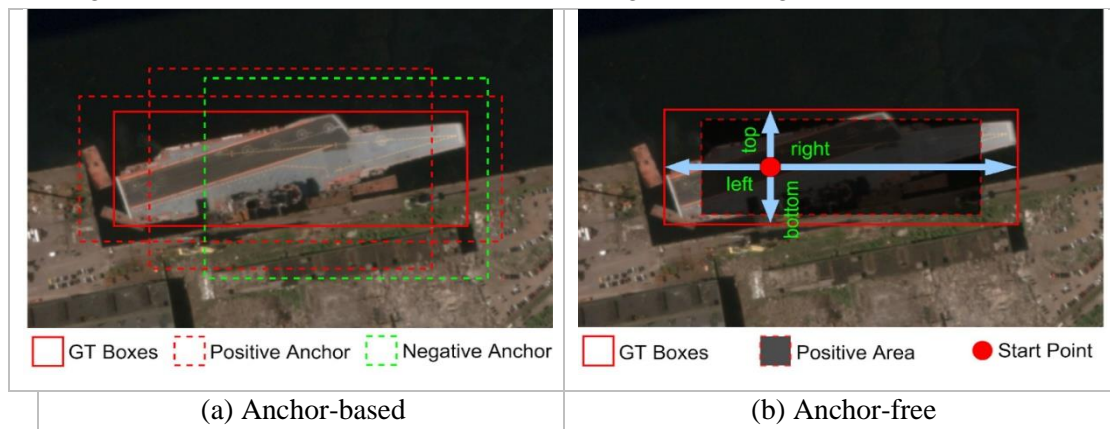 top
right
left
bottom
GT Boxes Positive Anchor Negative Anchor
GT Boxes Positive Area Start Point
(a) Anchor-based (b) Anchor-free